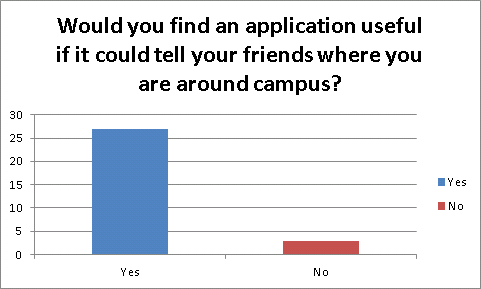 Would you find an application useful
if it could tell your friends where you
are around campus?
30
25
20
15
10
5
0
Yes
No
Yes
No